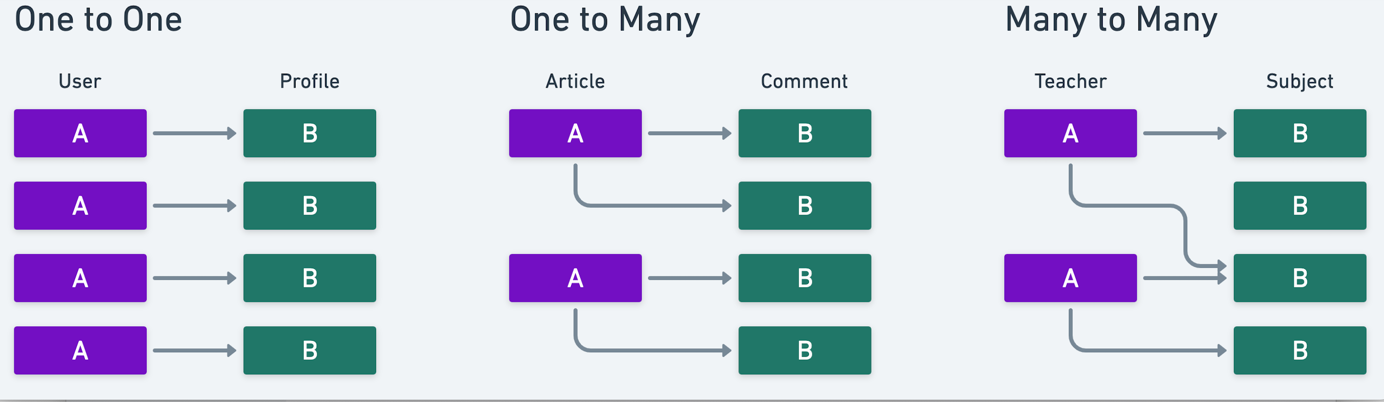 One to One
User Profile
A B
A B
A B
A B
One to Many
Article Comment
A B
B
A B
B
Many to Many
Teacher Subject
A B
B
A B
B